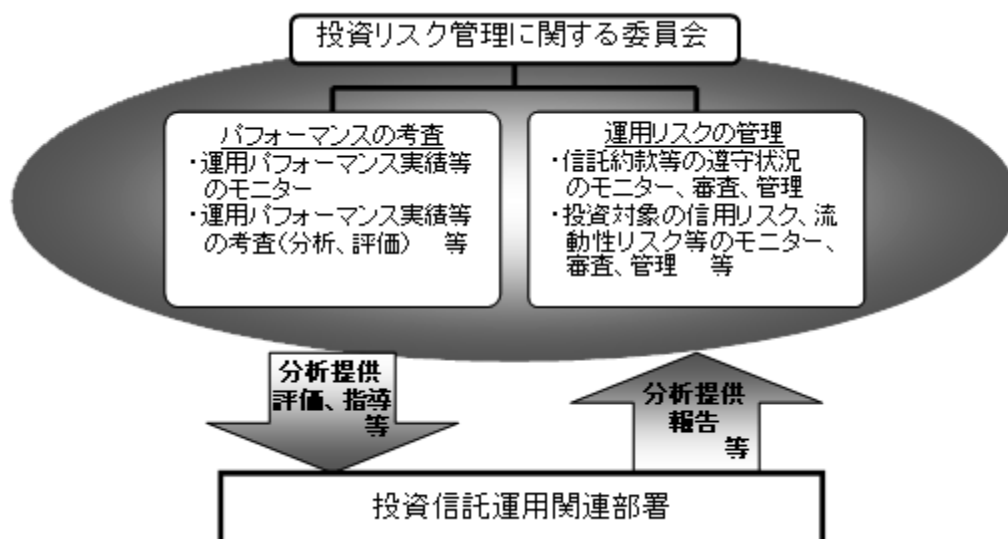 投資リスク管理に関する委員会
パフォーマンスの考査
・運用パフォーマンス実績等
のモニター
・運用パフォーマンス実績等
の考査(分析、評価)　等
運用リスクの管理
・信託約款等の遵守状況
のモニター、審査、管理
・投資対象の信用リスク、流
動性リスク等のモニター、
審査、管理　等
分析提供
評価、指導
等
分析提供
報告
等
投資信託運用関連部署